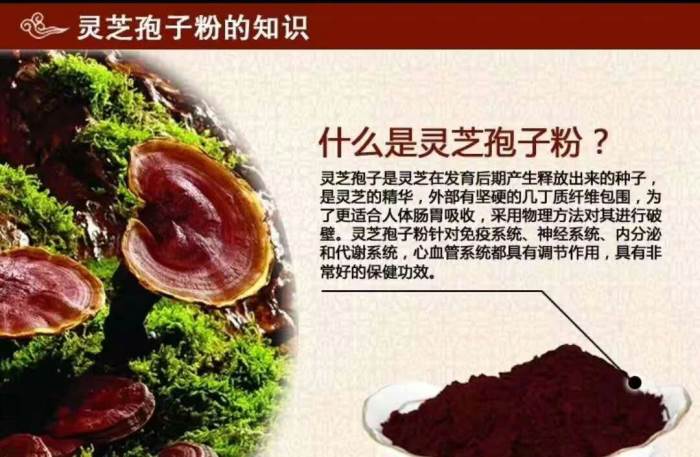 灵芝孢子粉的知识
什么是灵芝孢子粉？
灵芝孢子是灵芝在发育后期产生释放出来的种子，
是灵芝的精华，外部有坚硬的几丁质纤维包围，为
了更适合人体肠胃吸收，采用物理方法对其进行破
壁。灵芝孢子粉针对免疫系统、神经系统、内分泌
和代谢系统，心血管系统都具有调节作用，具有非
常好的保健功效。